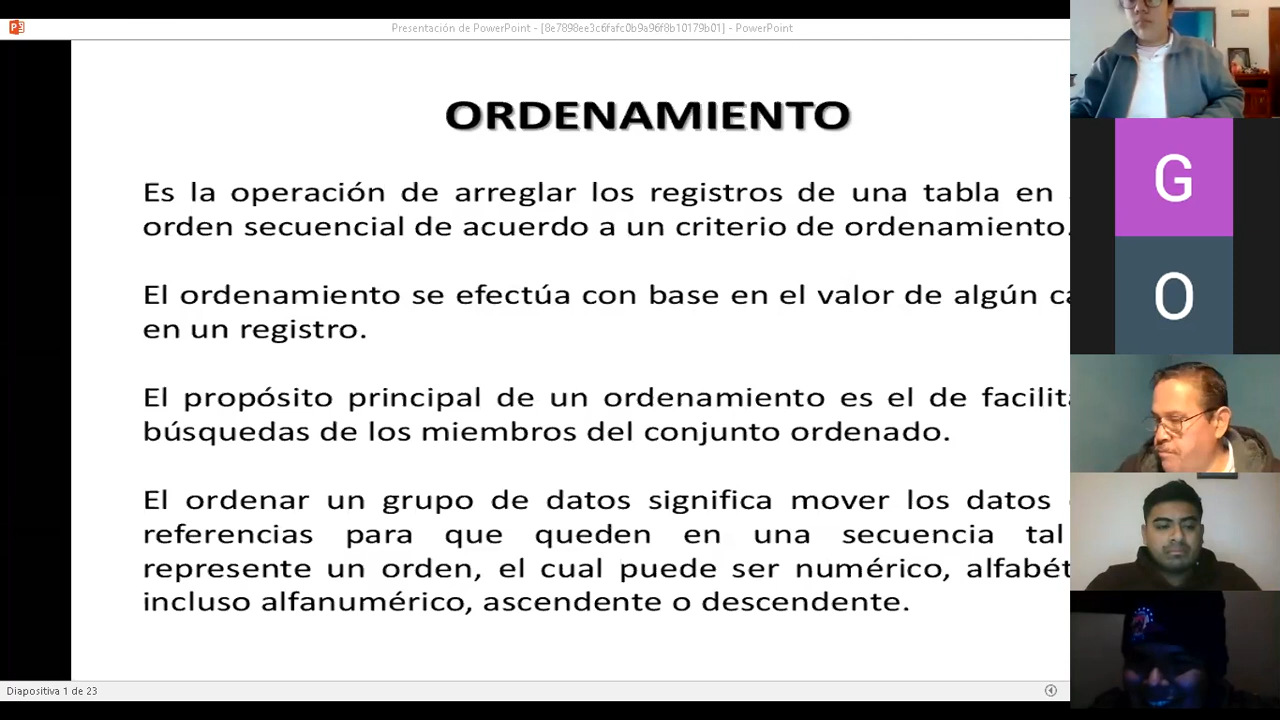 Presentación de PowerPoint - [8e7898ee3c6fafc0b9a96f8b10179b01] - PowerPoint
ORDENAMIENTO
Es la operación de arreglar los registros de una tabla en
orden secuencial de acuerdo a un criterio de ordenamiento.
El ordenamiento se efectúa con base en el valor de algún
en un registro.
El propósito principal de un ordenamiento es el de
búsquedas de los miembros del conjunto ordenado.
El ordenar un grupo de datos significa mover los datos
referencias para que queden en una secuencia tal
represente un orden, el cual puede ser numérico,
incluso alfanumérico, ascendente o descendente.
Diapositiva 1 de 23
G
O